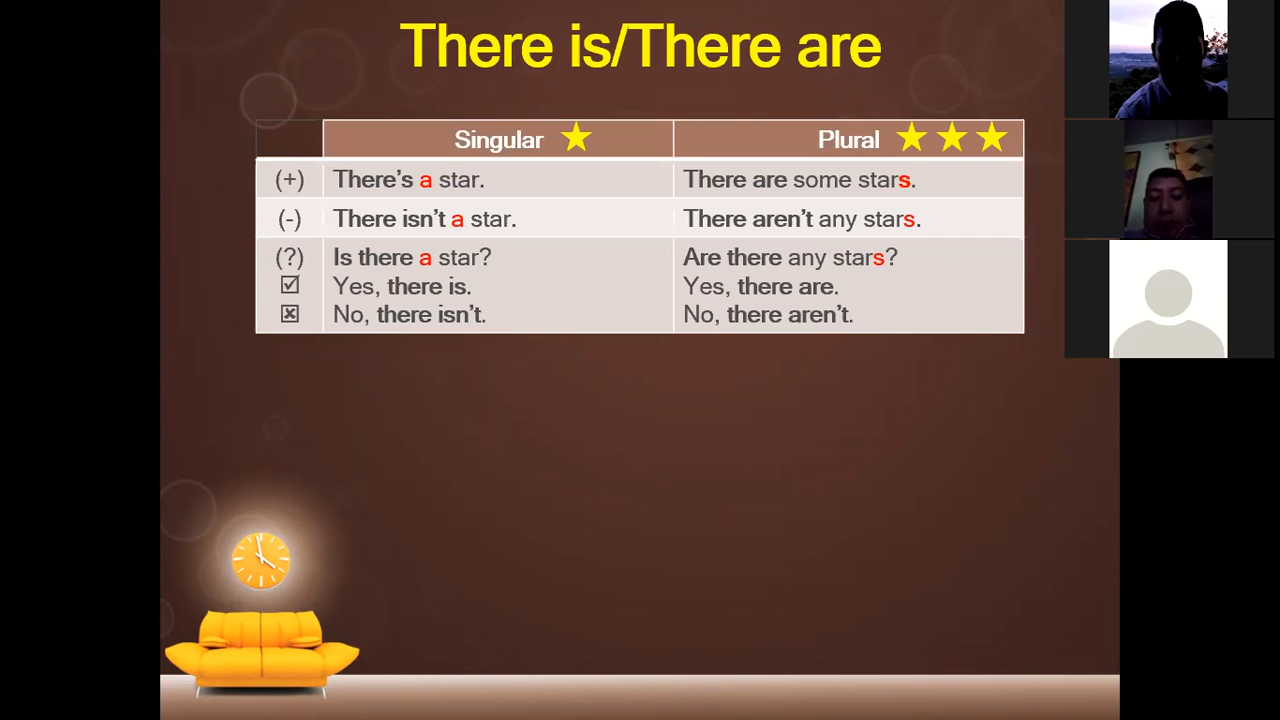 There is/There are
Singular Plural
(+) There’s a star. There are some stars.
(-) There isn’t a star. There aren’t any stars.
(?) Is there a star? Are there any stars?
Yes, there is. Yes, there are.
No, there isn’t. No, there aren’t.